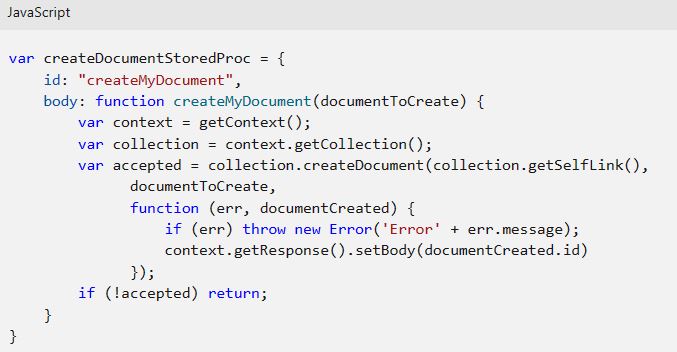 JavaScript
var createDocumentStoredProc = {
    id: "createMyDocument",
    body: function createMyDocument(documentToCreate) {
        var context = getContext();
        var collection = context.getCollection();
        var accepted = collection.createDocument(collection.getSelfLink(),
              documentToCreate,
              function (err, documentCreated) {
                  if (err) throw new Error('Error' + err.message);
                  context.getResponse().setBody(documentCreated.id)
              });
        if (!accepted) return;
    }
}